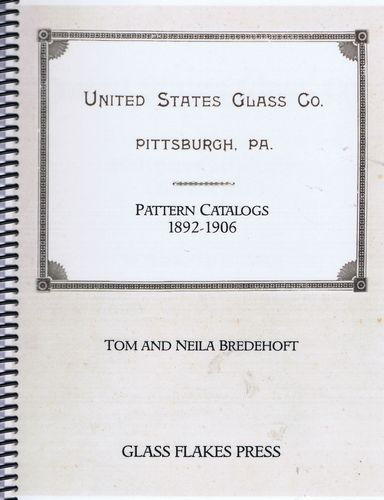 UNITED STATES GLASS CO.
PITTSBURGH, PA.
PATTERN CATALOGS
1892-1906
TOM AND NEILA BREDEHOFT
GLASS FLAKES PRESS